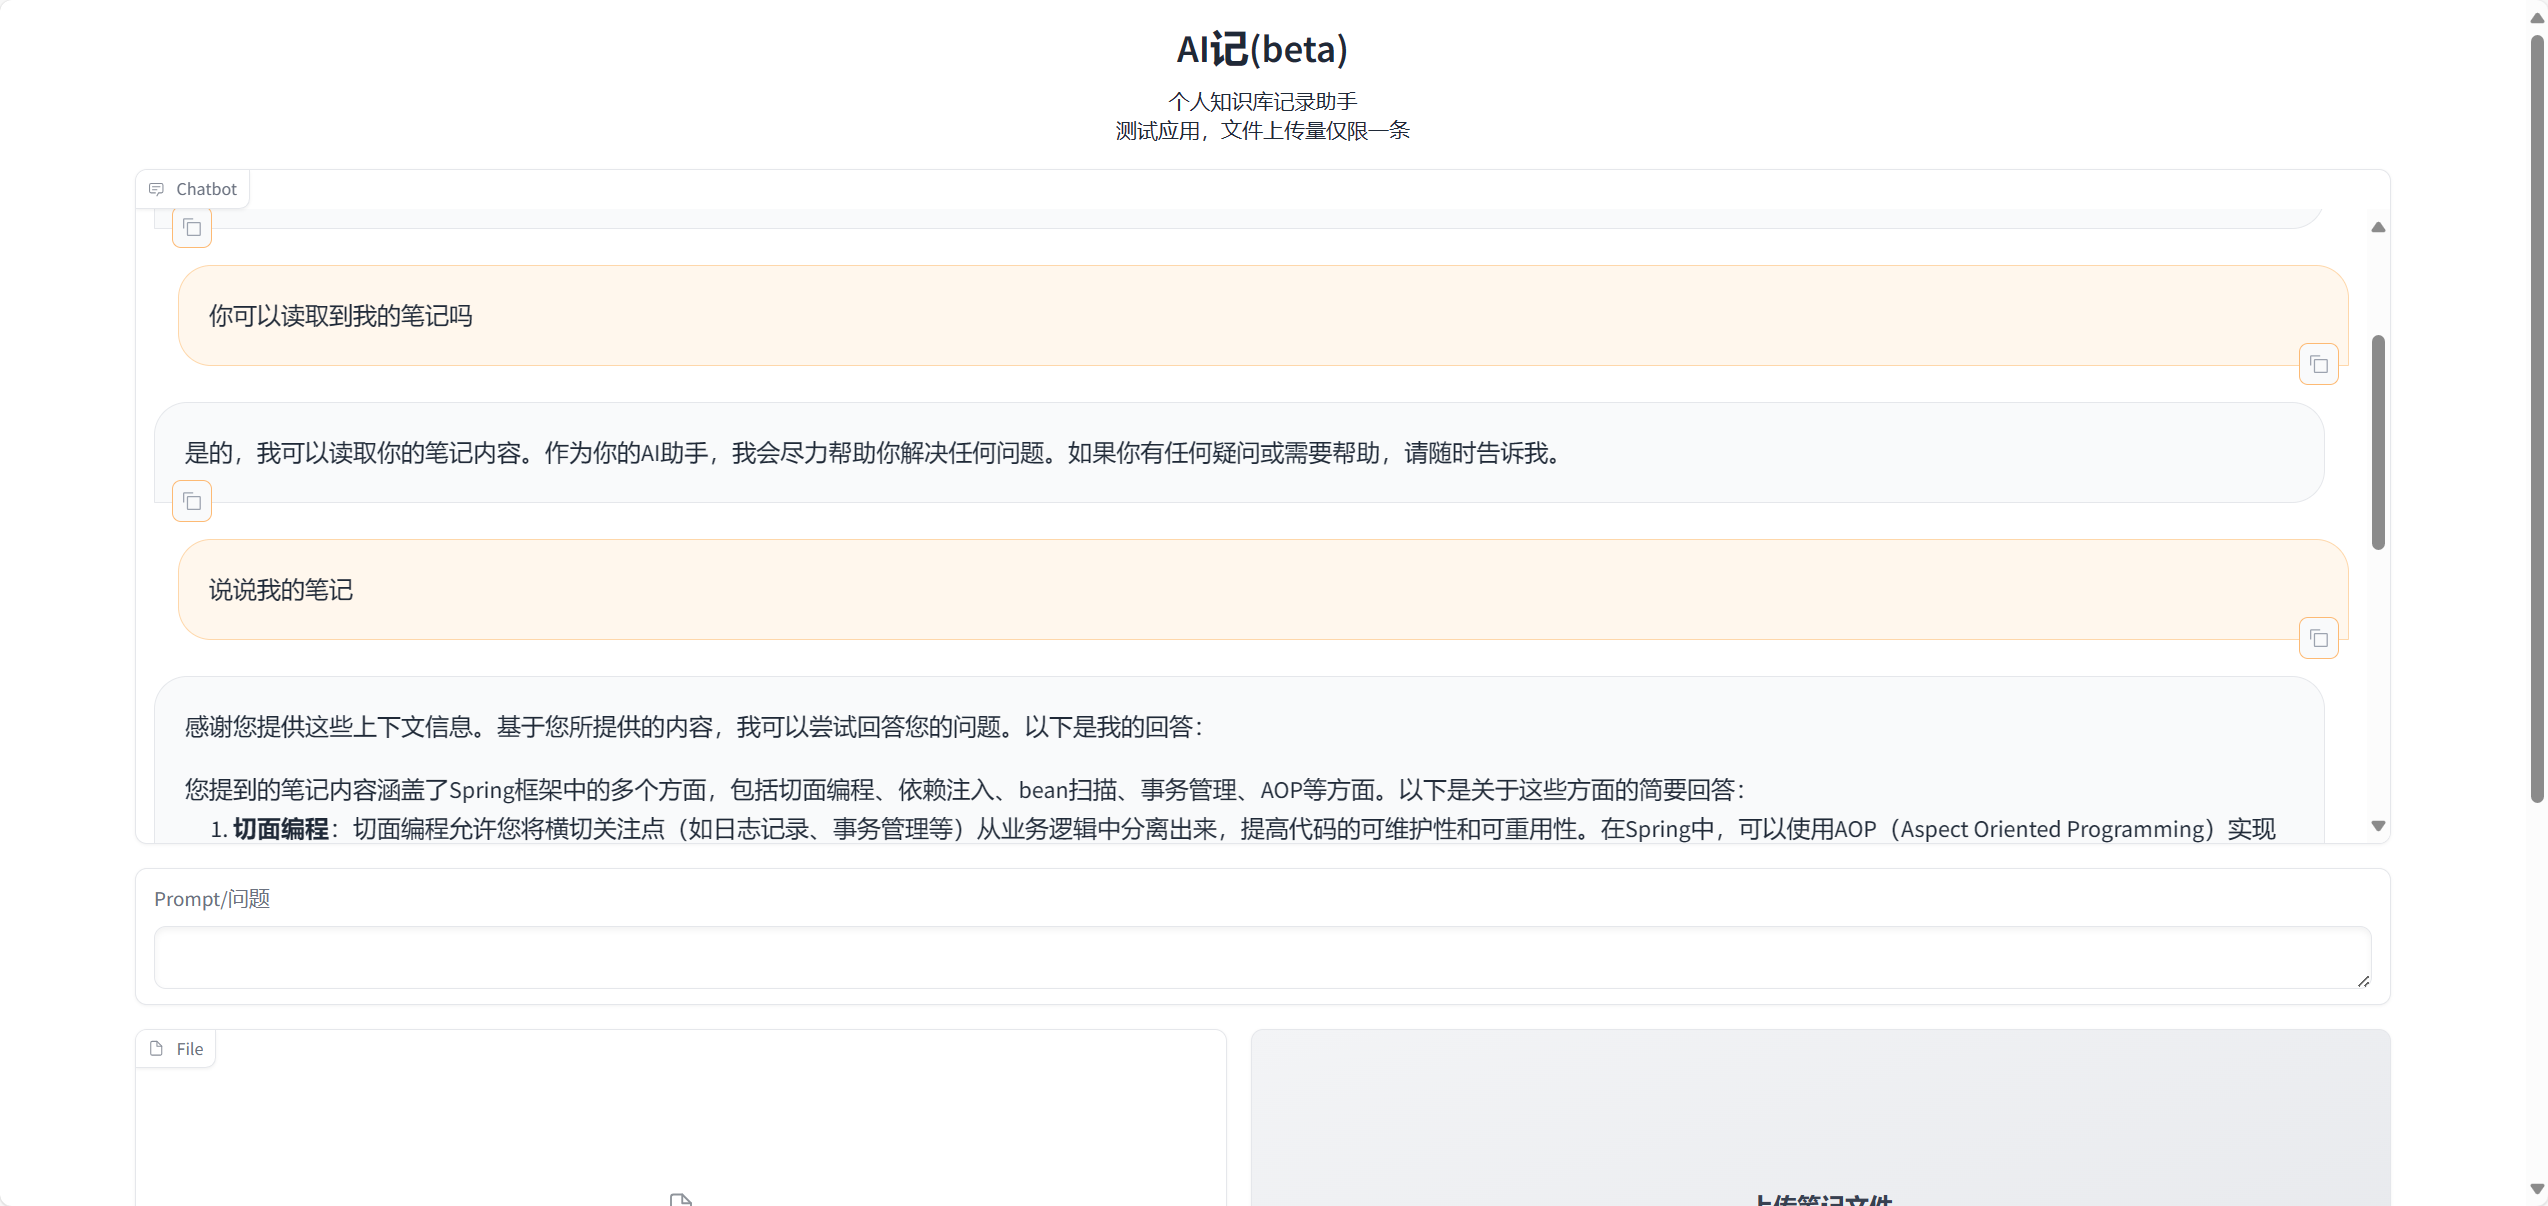 AI记(beta)
个人知识库记录助手
测试应用，文件上传量仅限一条
Chatbot
你可以读取到我的笔记吗
是的，我可以读取你的笔记内容。作为你的AI助手，我会尽力帮助你解决任何问题。如果你有任何疑问或需要帮助，请随时告诉我。
说说我的笔记
感谢您提供这些上下文信息。基于您所提供的内容，我可以尝试回答您的问题。以下是我的回答：
您提到的笔记内容涵盖了Spring框架中的多个方面，包括切面编程、依赖注入、bean扫描、事务管理、AOP等方面。以下是关于这些方面的简要回答：
1. 切面编程：切面编程允许您将横切关注点（如日志记录、事务管理等）从业务逻辑中分离出来，提高代码的可维护性和可重用性。在Spring中，可以使用AOP（Aspect Oriented Programming）实现
Prompt/问题
File
上传笔记文件